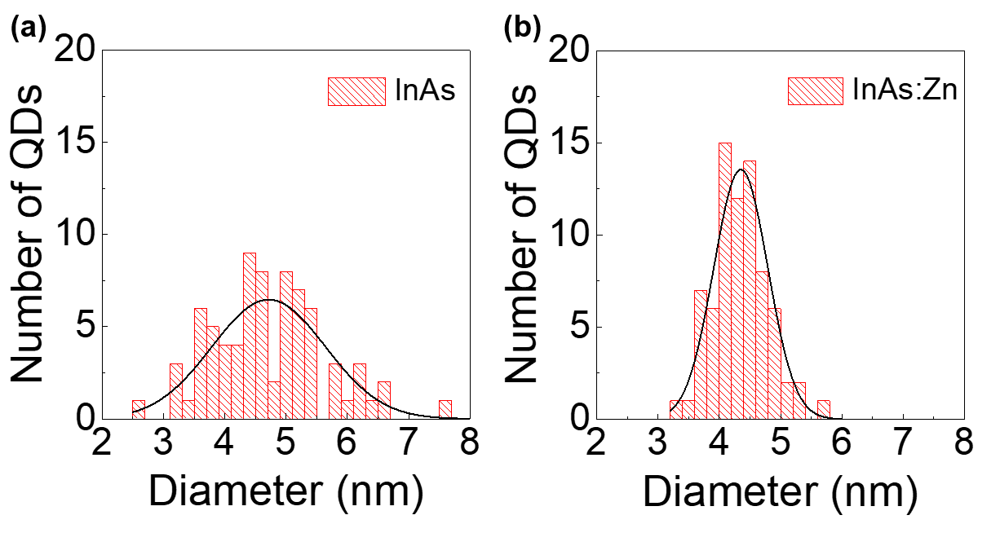 (a)
Number of QDs
20
15
10
5
0
InAs
2 3 4 5 6 7 8
Diameter (nm)
(b)
Number of QDs
20
15
10
5
0
InAs:Zn
2 3 4 5 6 7 8
Diameter (nm)